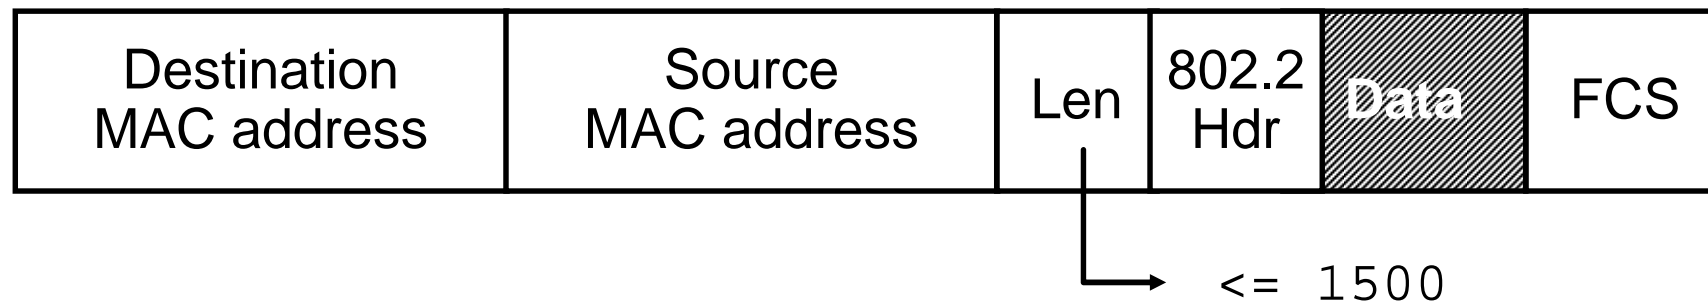 Destination
MAC address
Source
MAC address
Len
802.2
Hdr
Data
FCS
<= 1500